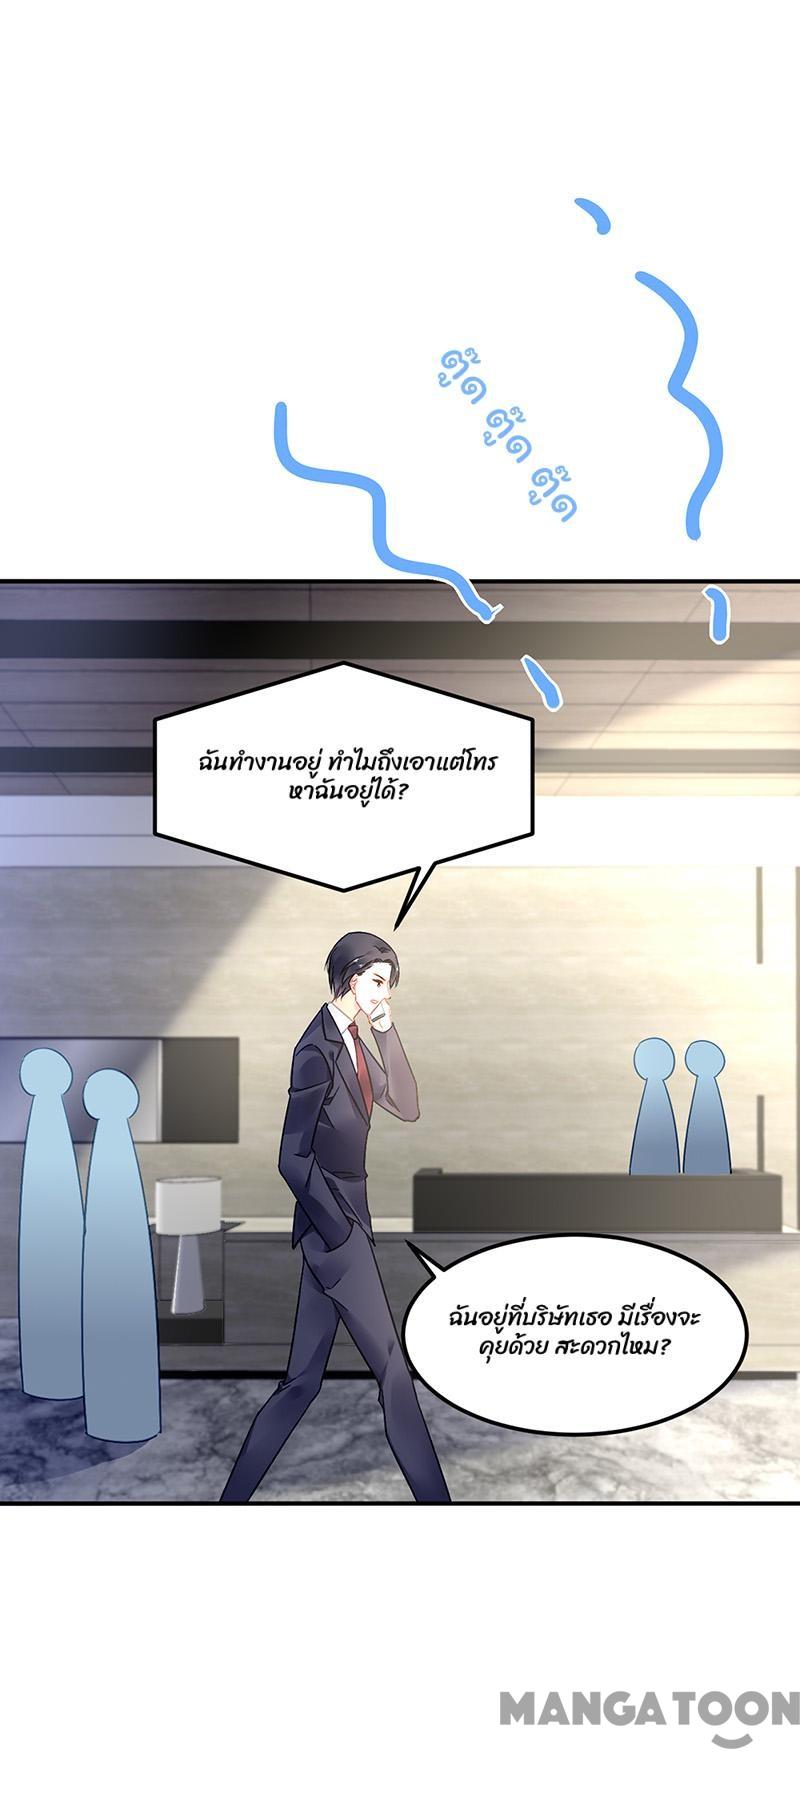 ตู๊ด ตู๊ด ตู๊ด
ฉันทำงานอยู่ ทำไมถึงเอาแต่โทร
หาฉันอยู่ได้?
ฉันอยู่ที่บริษัทเธอ มีเรื่องจะ
คุยด้วย สะดวกไหม?
MANGATOON